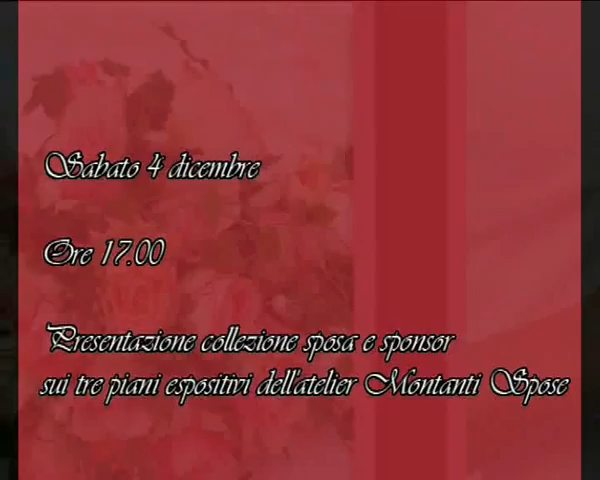 Sabato 4 dicembre
Ore 17.00
Presentazione collezione sposa e sponsor
sui tre piani espositivi dell'atelier Montanti Spose